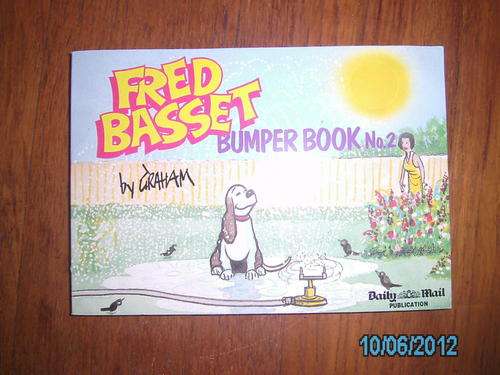 FRED
BASSET
BUMPER BOOK No.2
by GRAHAM
Daily Mail
PUBLICATION
10/06/2012